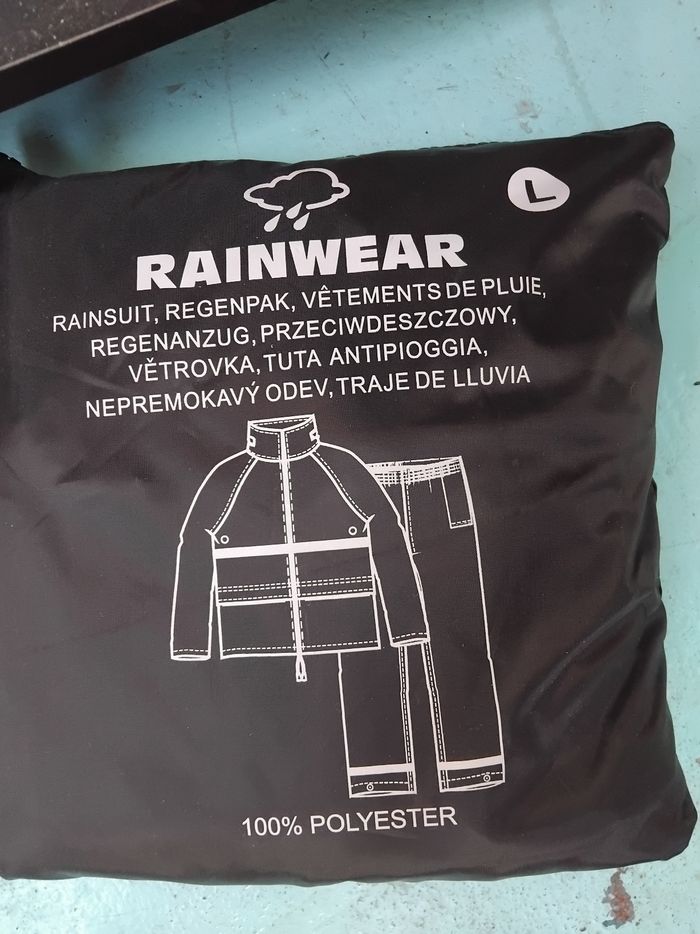 L
RAINWEAR
RAINSUIT, REGENPAK, VÊTEMENTS DE PLUIE,
REGENANZUG, PRZECIWDESZCZOWY,
VĚTROVKA, TUTA ANTIPIOGGIA,
NEPREMOKAVÝ ODEV, TRAJE DE LLUVIA
100% POLYESTER